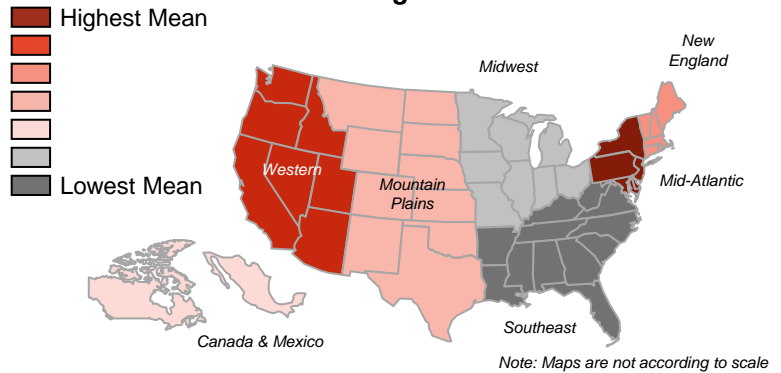 Highest Mean
Lowest Mean
Midwest
New
England
Western
Mountain
Plains
Mid-Atlantic
Canada & Mexico
Southeast
Note: Maps are not according to scale